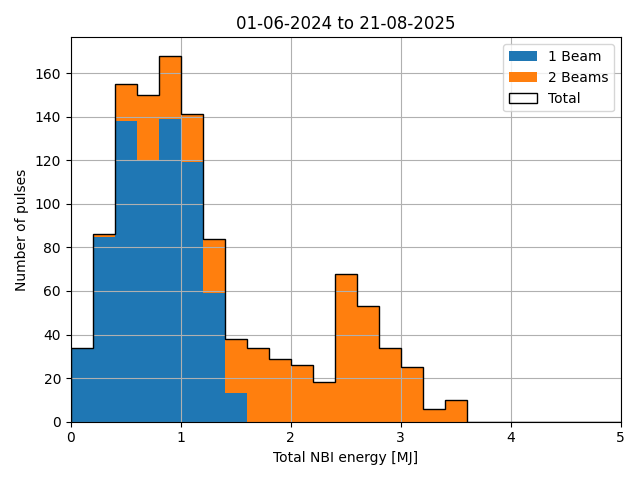 01-06-2024 to 21-08-2025
1 Beam
2 Beams
Total
Number of pulses
160
140
120
100
80
60
40
20
0
0 1 2 3 4 5
Total NBI energy [MJ]